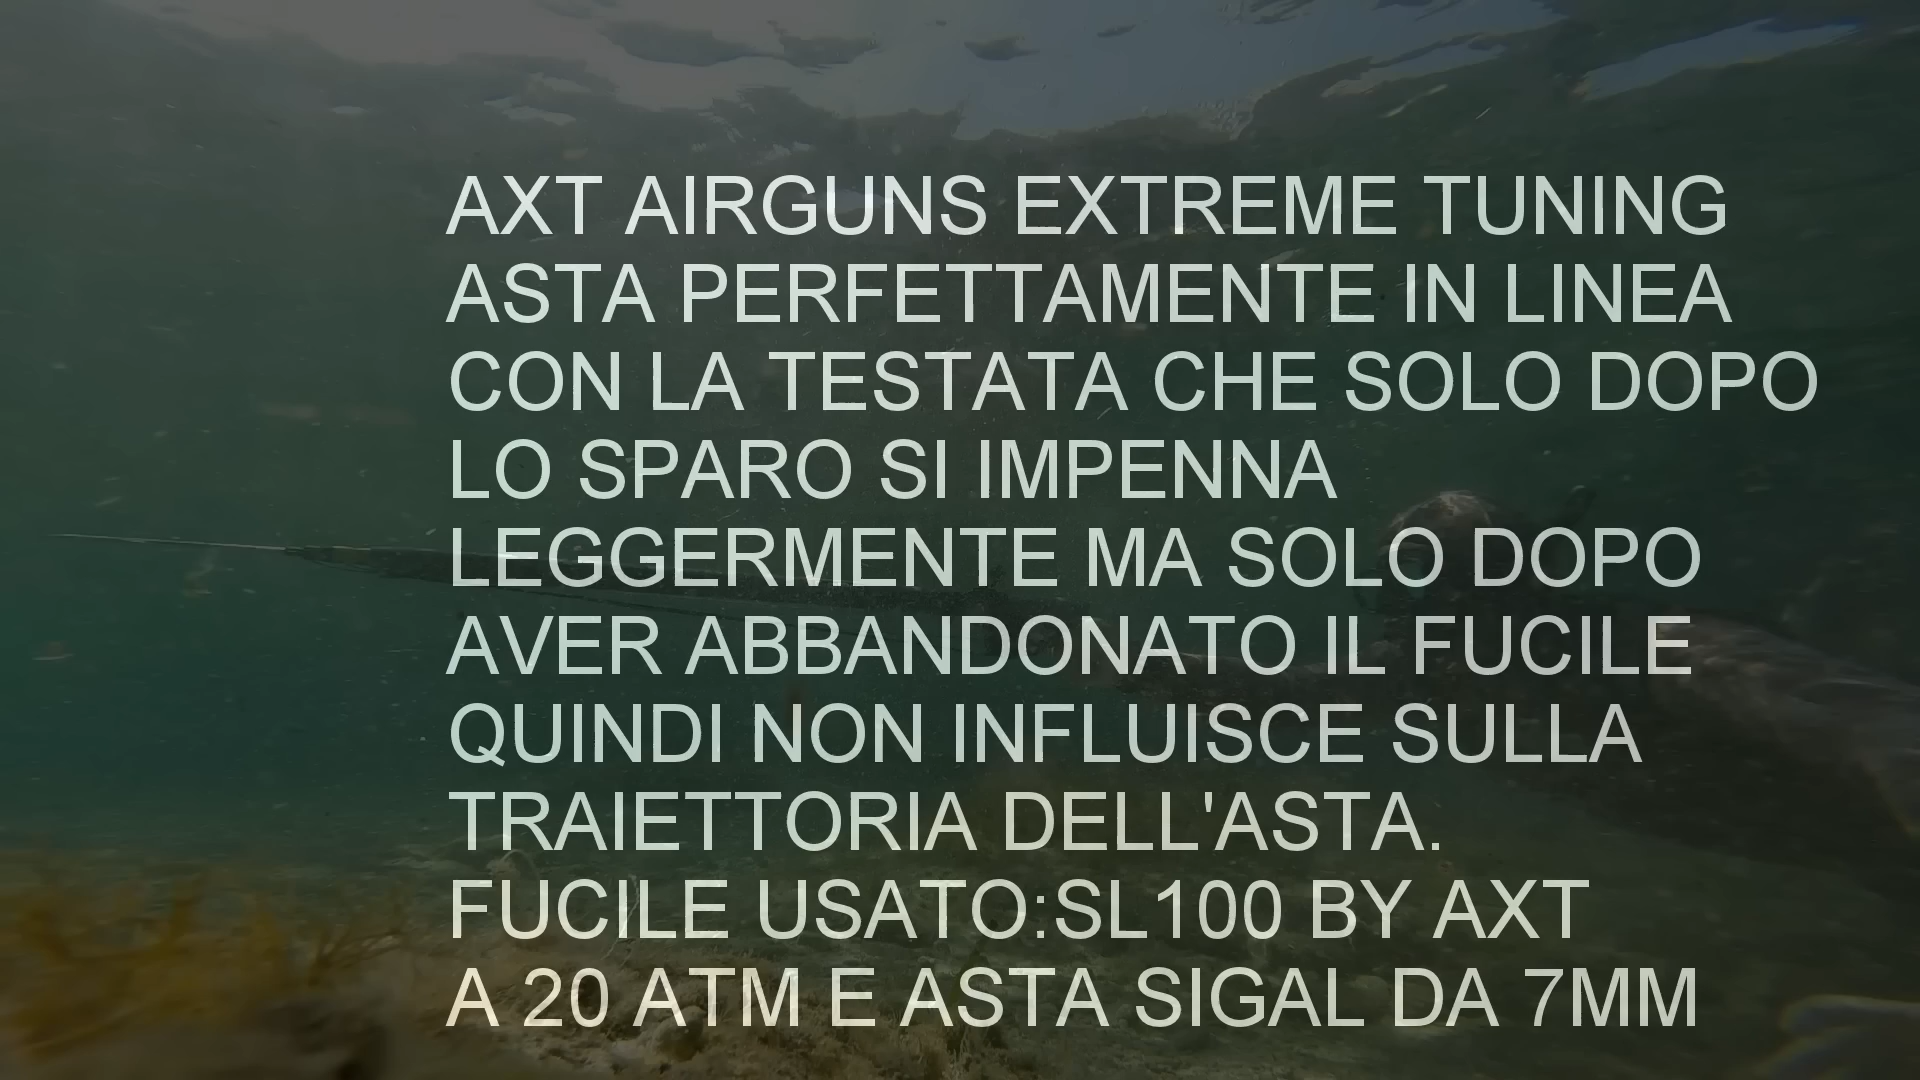 AXT AIRGUNS EXTREME TUNING
ASTA PERFETTAMENTE IN LINEA
CON LA TESTATA CHE SOLO DOPO
LO SPARO SI IMPENNA
LEGGERMENTE MA SOLO DOPO
AVER ABBANDONATO IL FUCILE
QUINDI NON INFLUISCE SULLA
TRAIETTORIA DELL'ASTA.
FUCILE USATO:SL100 BY AXT
A 20 ATM E ASTA SIGAL DA 7MM